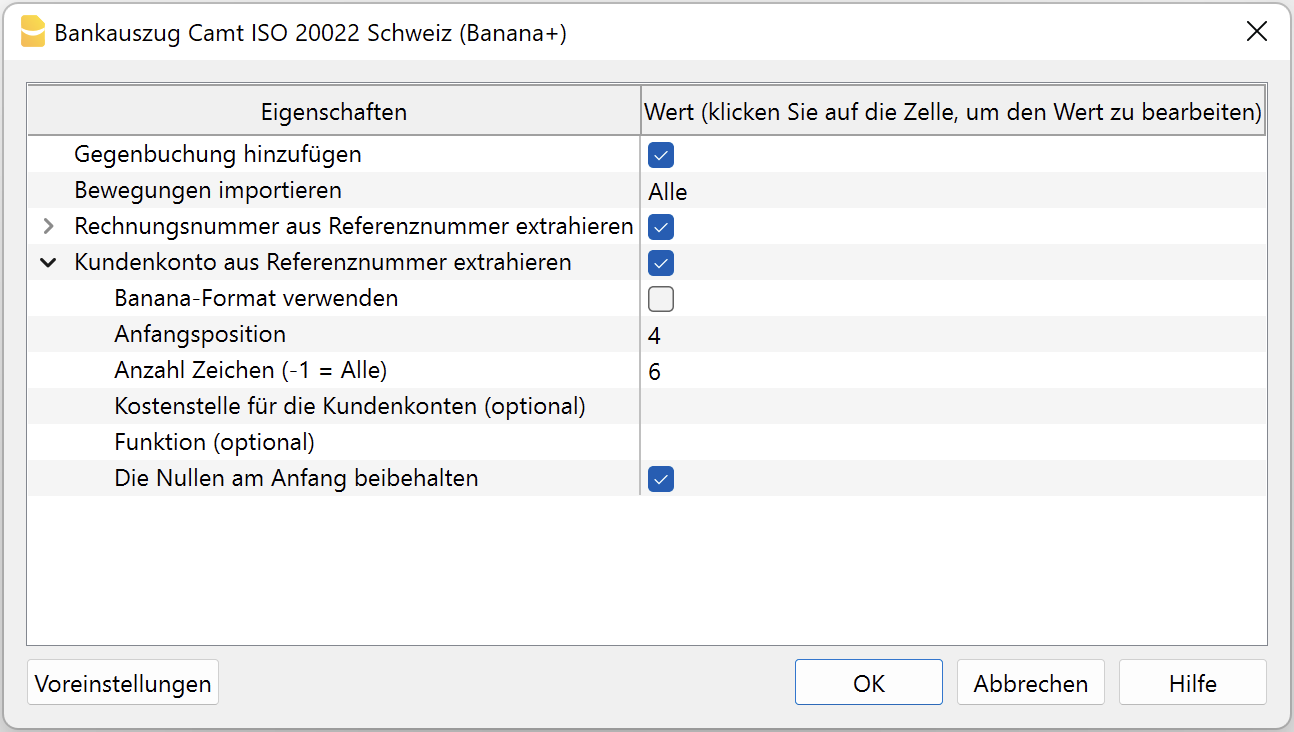 Bankauszug Camt ISO 20022 Schweiz (Banana+)
Eigenschaften
Wert (klicken Sie auf die Zelle, um den Wert zu bearbeiten)
Gegenbuchung hinzufügen
Bewegungen importieren
Alle
Rechnungsnummer aus Referenznummer extrahieren
Kundenkonto aus Referenznummer extrahieren
Banana-Format verwenden
Anfangsposition
4
Anzahl Zeichen (-1 = Alle)
6
Kostenstelle für die Kundenkonten (optional)
Funktion (optional)
Die Nullen am Anfang beibehalten
Voreinstellungen
OK
Abbrechen
Hilfe